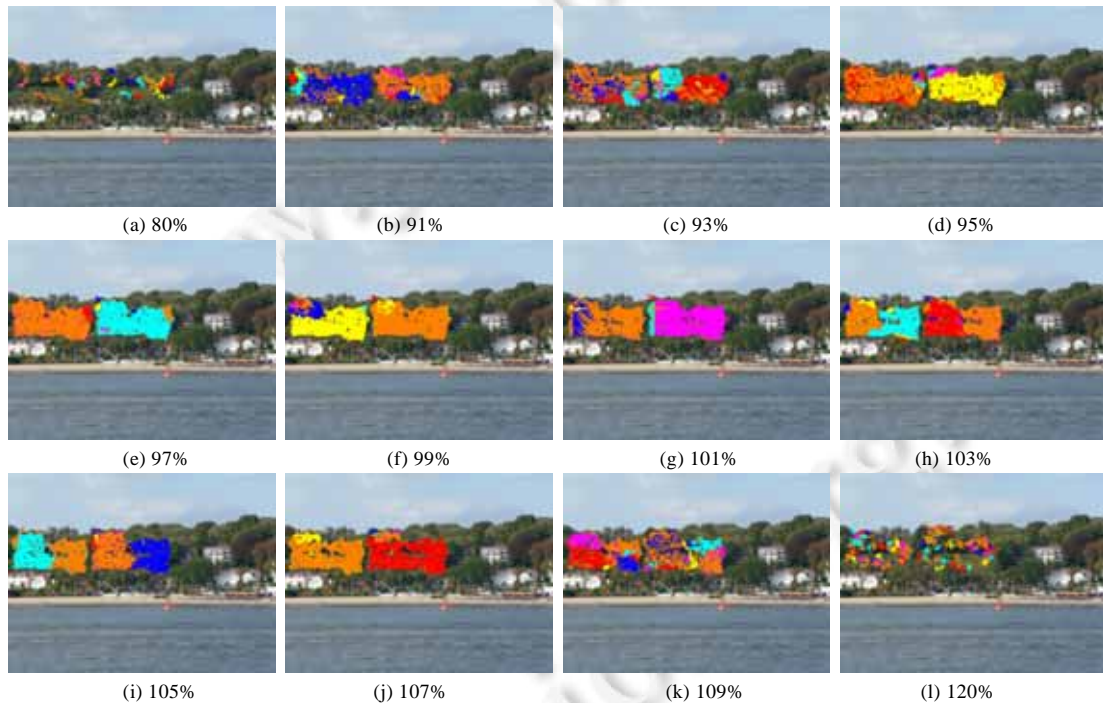 (a) 80% (b) 91% (c) 93% (d) 95%
(e) 97% (f) 99% (g) 101% (h) 103%
(i) 105% (j) 107% (k) 109% (l) 120%